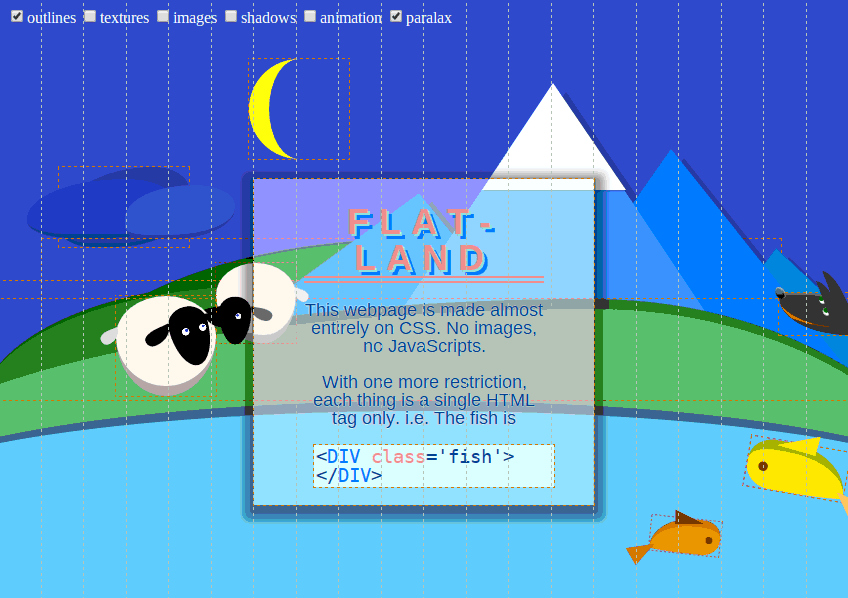 outlines textures images shadows animation paralax
FLAT-
LAND
This webpage is made almost
entirely on CSS. No images,
no JavaScripts.
With one more restriction,
each thing is a single HTML
tag only. i.e. The fish is
<DIV class='fish'>
</DIV>